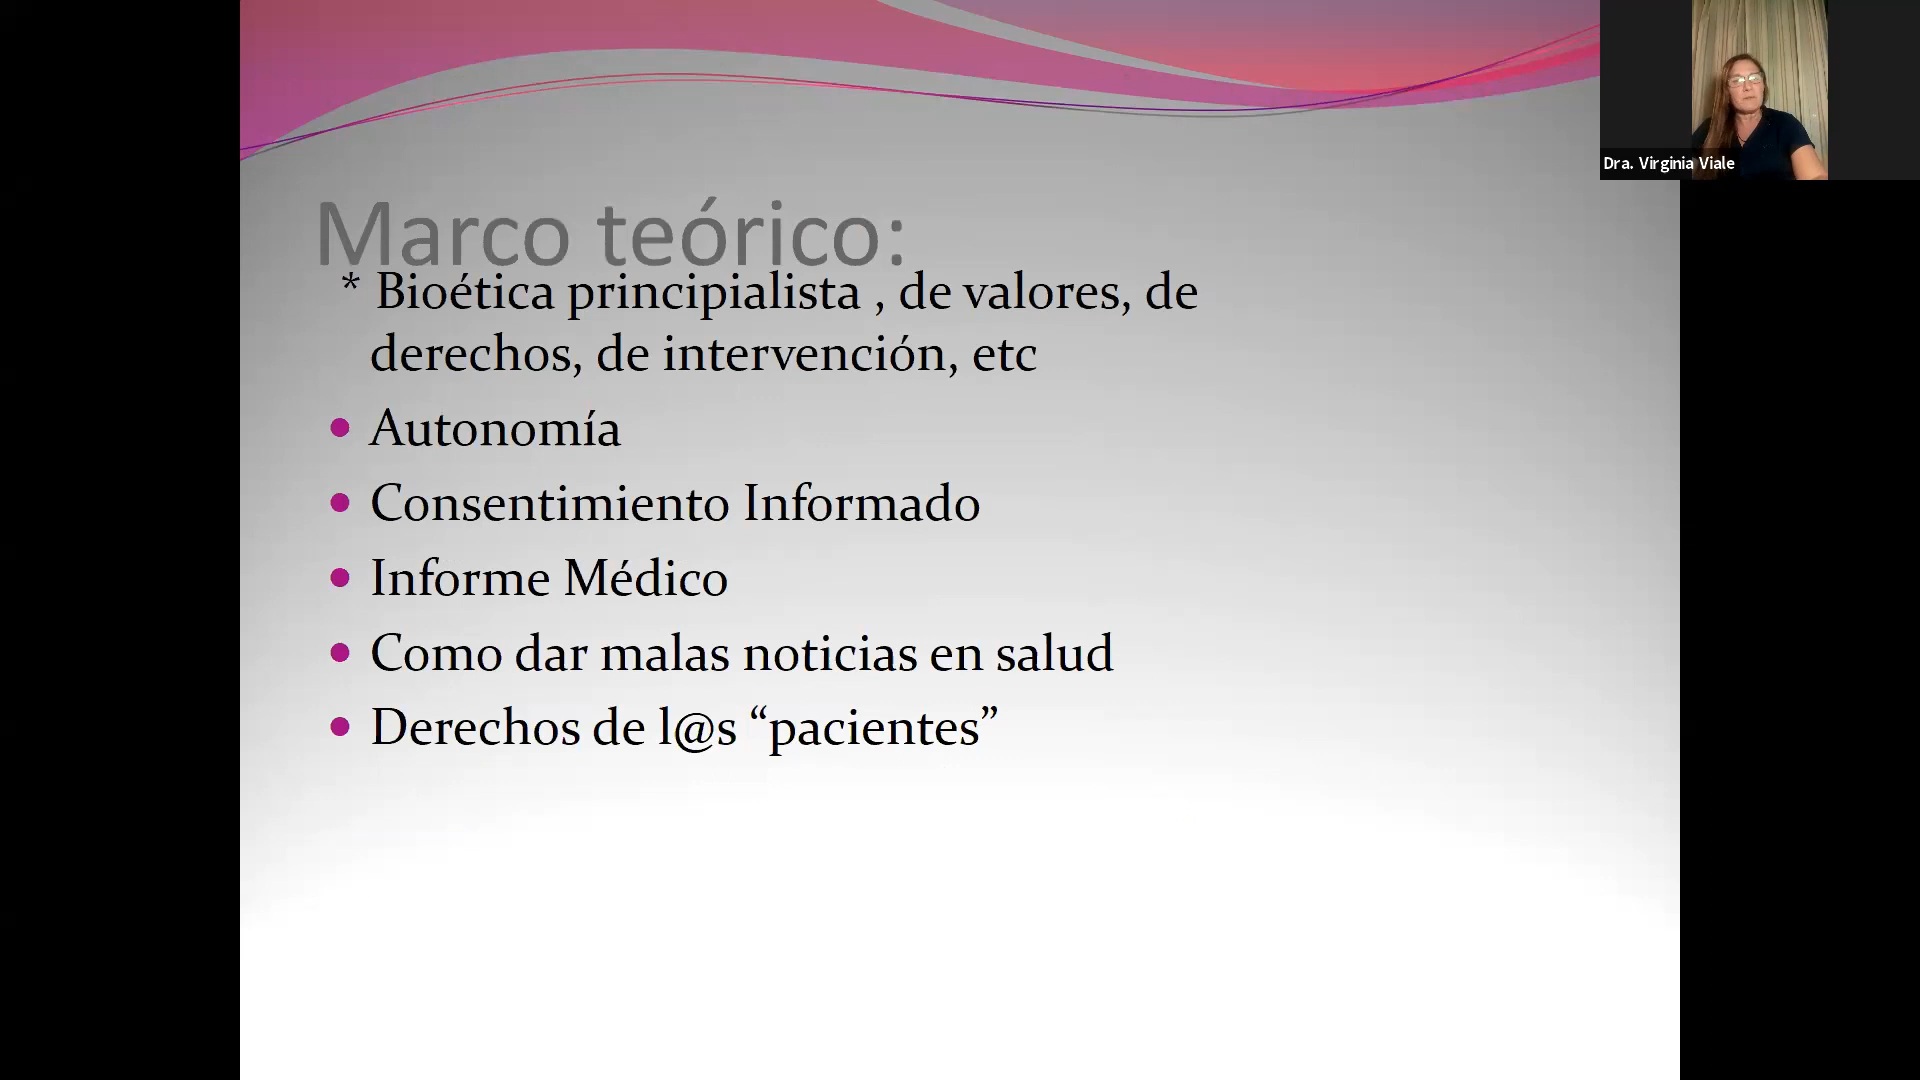 Dra. Virginia Viale
Marco teórico:
* Bioética principialista , de valores, de
derechos, de intervención, etc
• Autonomía
• Consentimiento Informado
• Informe Médico
• Como dar malas noticias en salud
• Derechos de l@s “pacientes”